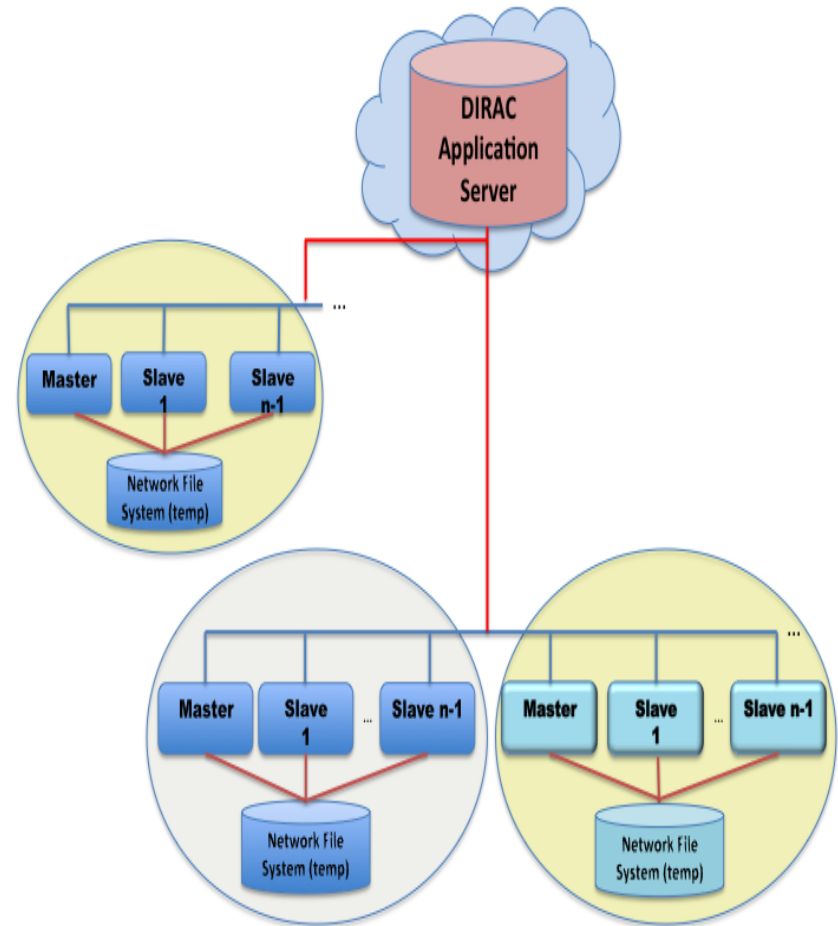 DIRAC
Application
Server
...
Master
Slave
1
Slave
n-1
Network File
System (temp)
...
Master
Slave
1
...
Slave n-1
Master
Slave
1
...
Slave n-1
Network File
System (temp)
Network File
System (temp)